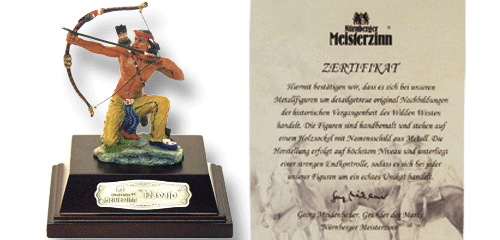 Nürnberger
Meisterzinn
ZERTIFIKAT
Hiermit bestätigen wir, dass es sich bei unseren
Metallfiguren um detailgetreue original Nachbildungen
der historischen Vergangenheit des Wilden Westen
handelt. Die Figuren sind handbemalt und stehen auf
einem Holzsockel mit Namensschild aus Metall. Die
Herstellung erfolgt auf höchstem Niveau und unterliegt
einer strengen Endkontrolle, sodass es sich bei jeder
unserer Figuren um ein echtes Unikat handelt.
Georg Meidenbauer, Gründer der Marke
Nürnberger Meisterzinn